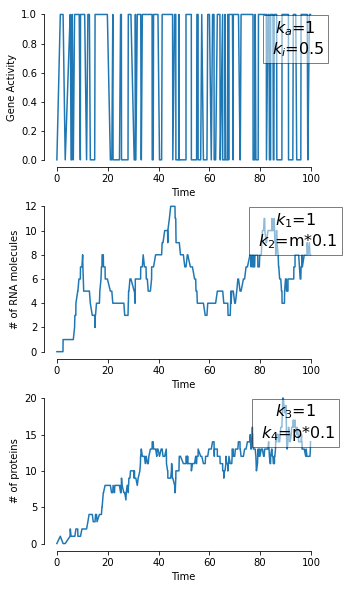 1.0
0.8
0.6
0.4
0.2
0.0
Gene Activity
k_a=1
k_i=0.5
0 20 40 60 80 100
Time
12
10
8
6
4
2
0
# of RNA molecules
k_1=1
k_2=m*0.1
0 20 40 60 80 100
Time
20
15
10
5
0
# of proteins
k_3=1
k_4=p*0.1
0 20 40 60 80 100
Time